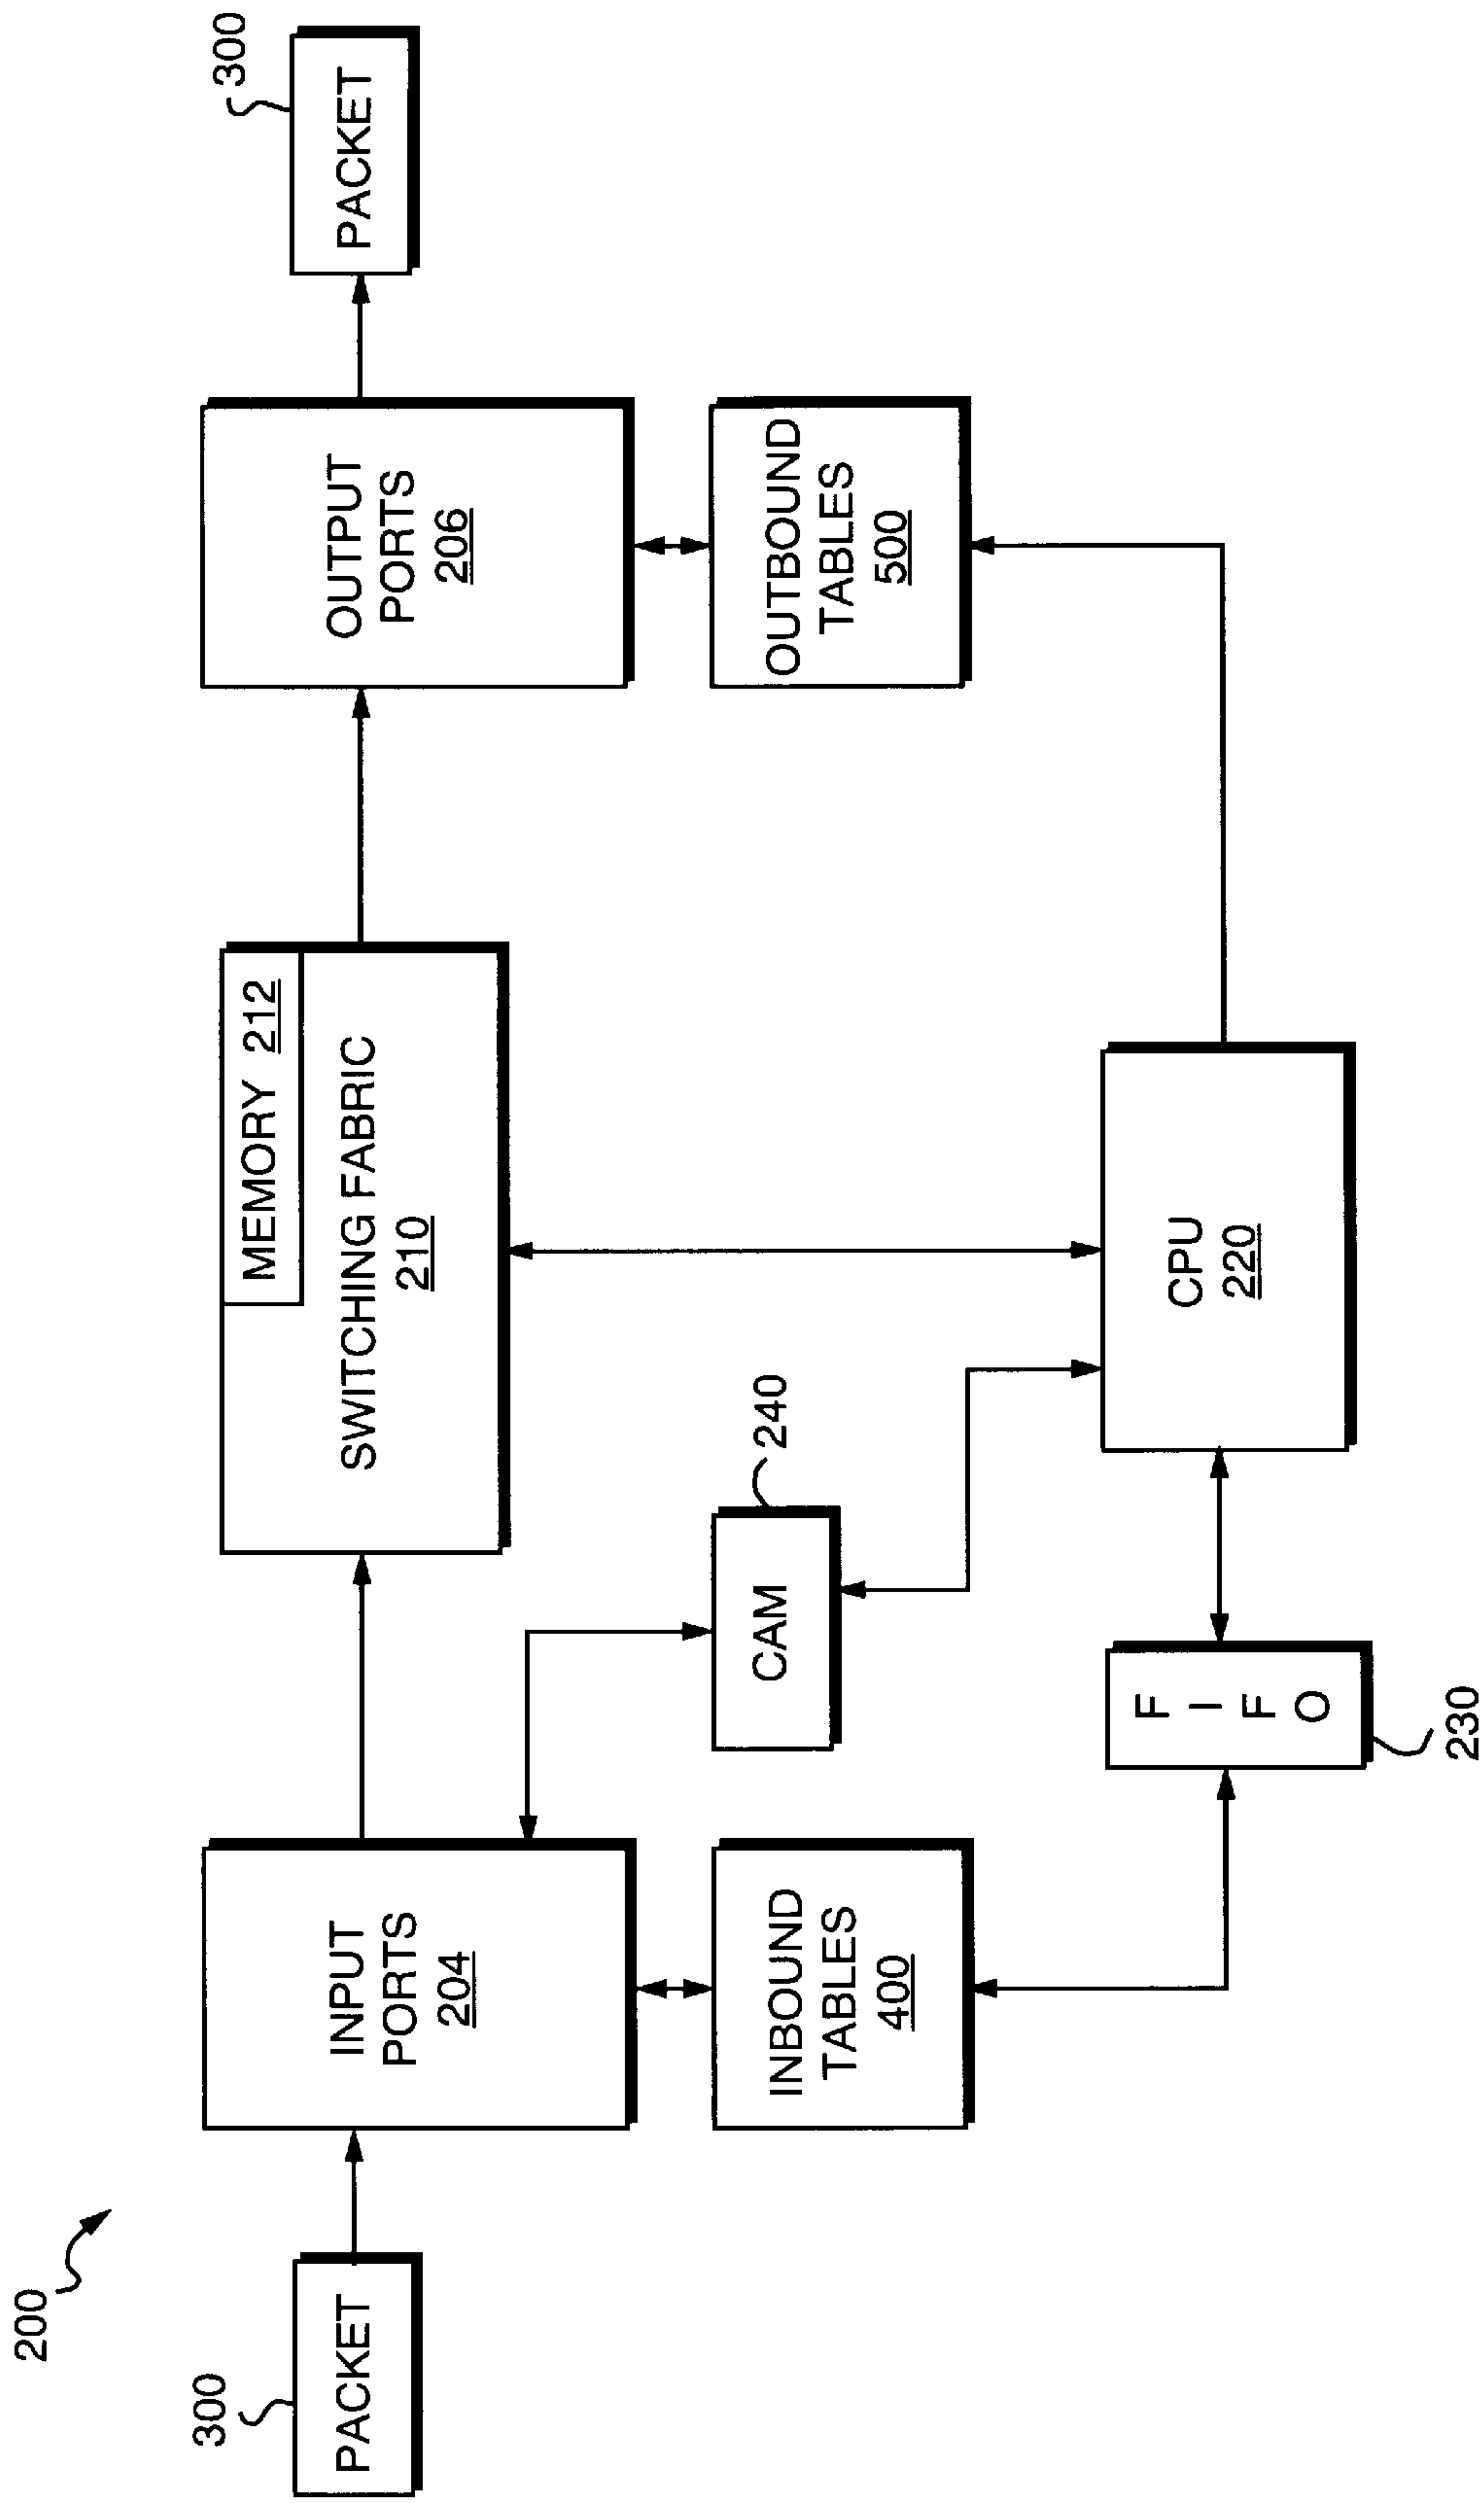 200
300
PACKET
INPUT
PORTS
204
MEMORY 212
SWITCHING FABRIC
210
OUTPUT
PORTS
206
300
PACKET
INBOUND
TABLES
400
CAM
240
OUTBOUND
TABLES
500
F
I
F
O
230
CPU
220